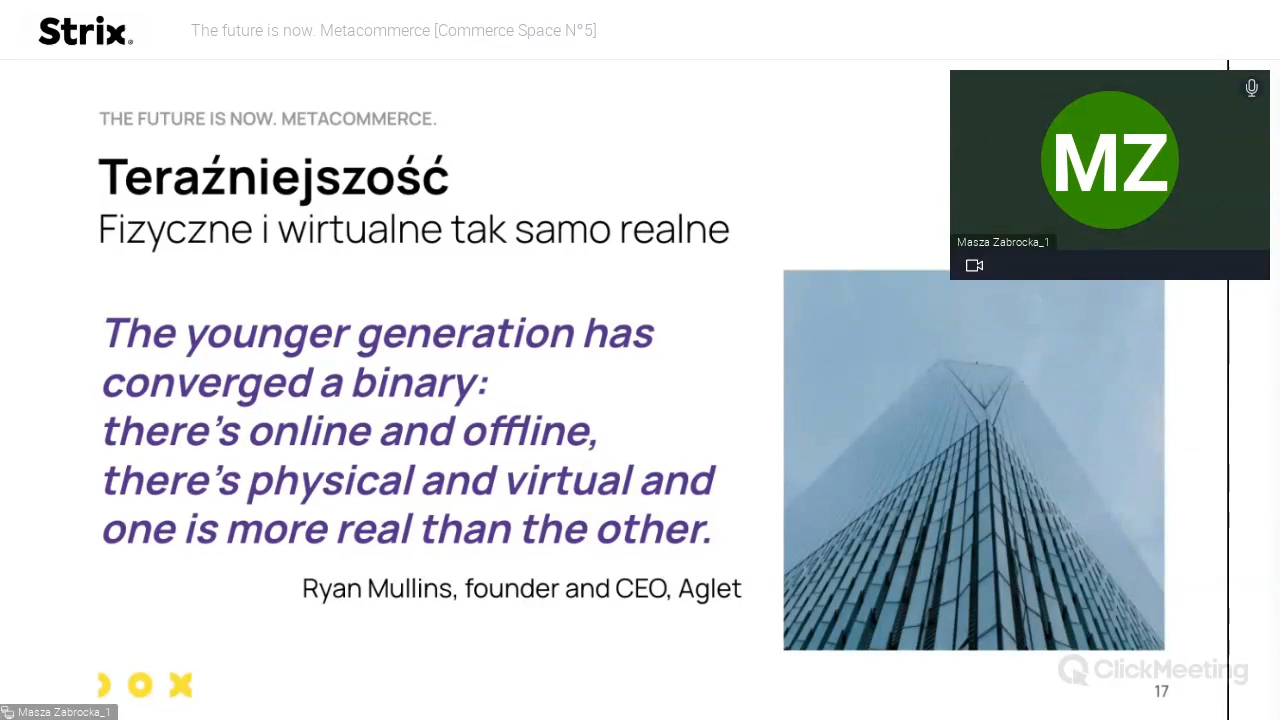 Strix®
The future is now. Metacommerce [Commerce Space N°5]
THE FUTURE IS NOW. METACOMMERCE.
Teraźniejszość
Fizyczne i wirtualne tak samo realne
MZ
Masza Zabrocka_1
The younger generation has
converged a binary:
there's online and offline,
there's physical and virtual and
one is more real than the other.
Ryan Mullins, founder and CEO, Aglet
ClickMeeting
17
Masza Zabrocka_1